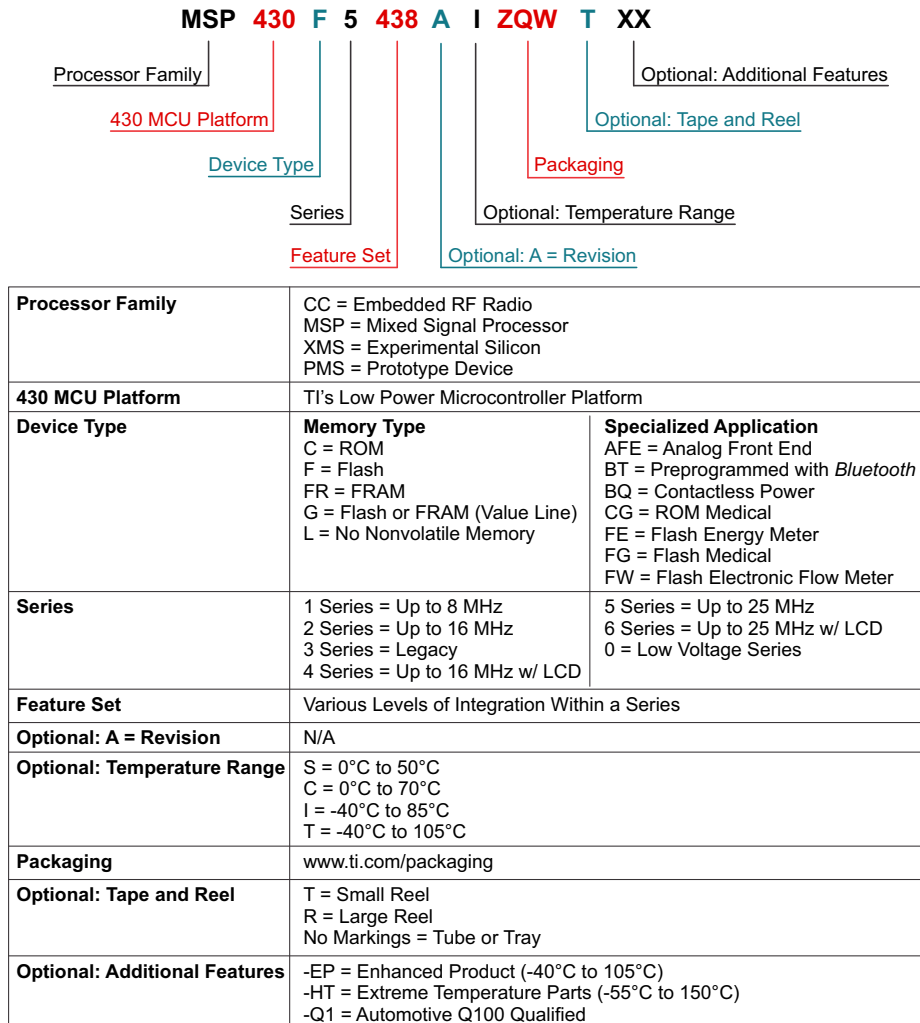 MSP 430 F 5 438 A I ZQW T XX
Processor Family
Optional: Additional Features
430 MCU Platform
Optional: Tape and Reel
Device Type
Packaging
Series
Optional: Temperature Range
Feature Set
Optional: A = Revision
Processor Family
CC = Embedded RF Radio
MSP = Mixed Signal Processor
XMS = Experimental Silicon
PMS = Prototype Device
430 MCU Platform
TI's Low Power Microcontroller Platform
Device Type
Memory Type
C = ROM
F = Flash
FR = FRAM
G = Flash or FRAM (Value Line)
L = No Nonvolatile Memory
Specialized Application
AFE = Analog Front End
BT = Preprogrammed with Bluetooth
BQ = Contactless Power
CG = ROM Medical
FE = Flash Energy Meter
FG = Flash Medical
FW = Flash Electronic Flow Meter
Series
1 Series = Up to 8 MHz
2 Series = Up to 16 MHz
3 Series = Legacy
4 Series = Up to 16 MHz w/ LCD
5 Series = Up to 25 MHz
6 Series = Up to 25 MHz w/ LCD
0 = Low Voltage Series
Feature Set
Various Levels of Integration Within a Series
Optional: A = Revision
N/A
Optional: Temperature Range
S = 0°C to 50°C
C = 0°C to 70°C
I = -40°C to 85°C
T = -40°C to 105°C
Packaging
www.ti.com/packaging
Optional: Tape and Reel
T = Small Reel
R = Large Reel
No Markings = Tube or Tray
Optional: Additional Features
-EP = Enhanced Product (-40°C to 105°C)
-HT = Extreme Temperature Parts (-55°C to 150°C)
-Q1 = Automotive Q100 Qualified